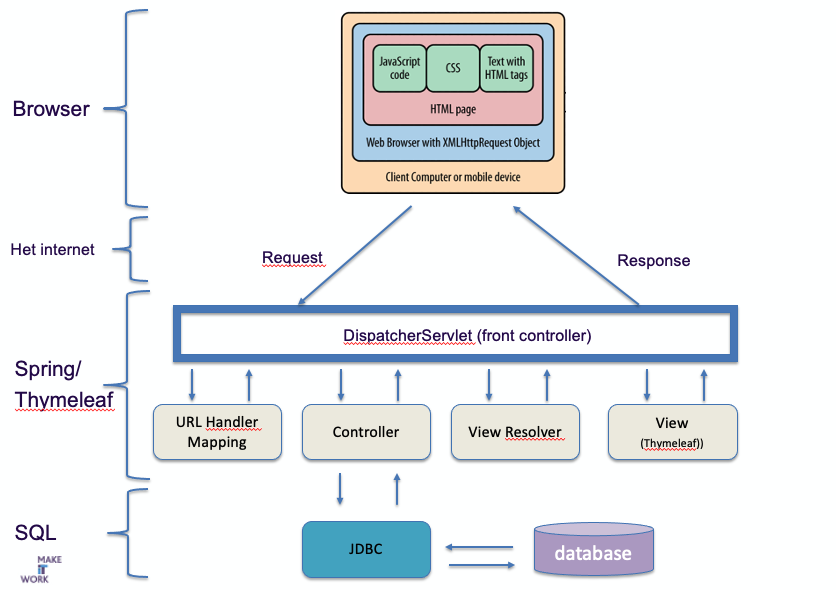 JavaScript
code
CSS
Text with
HTML tags
HTML page
Web Browser with XMLHttpRequest Object
Client Computer or mobile device
Browser
Het internet
Request
Response
DispatcherServlet (front controller)
Spring/
Thymeleaf
URL Handler
Mapping
Controller
View Resolver
View
(Thymeleaf))
SQL
JDBC
database
MAKE
IT
WORK